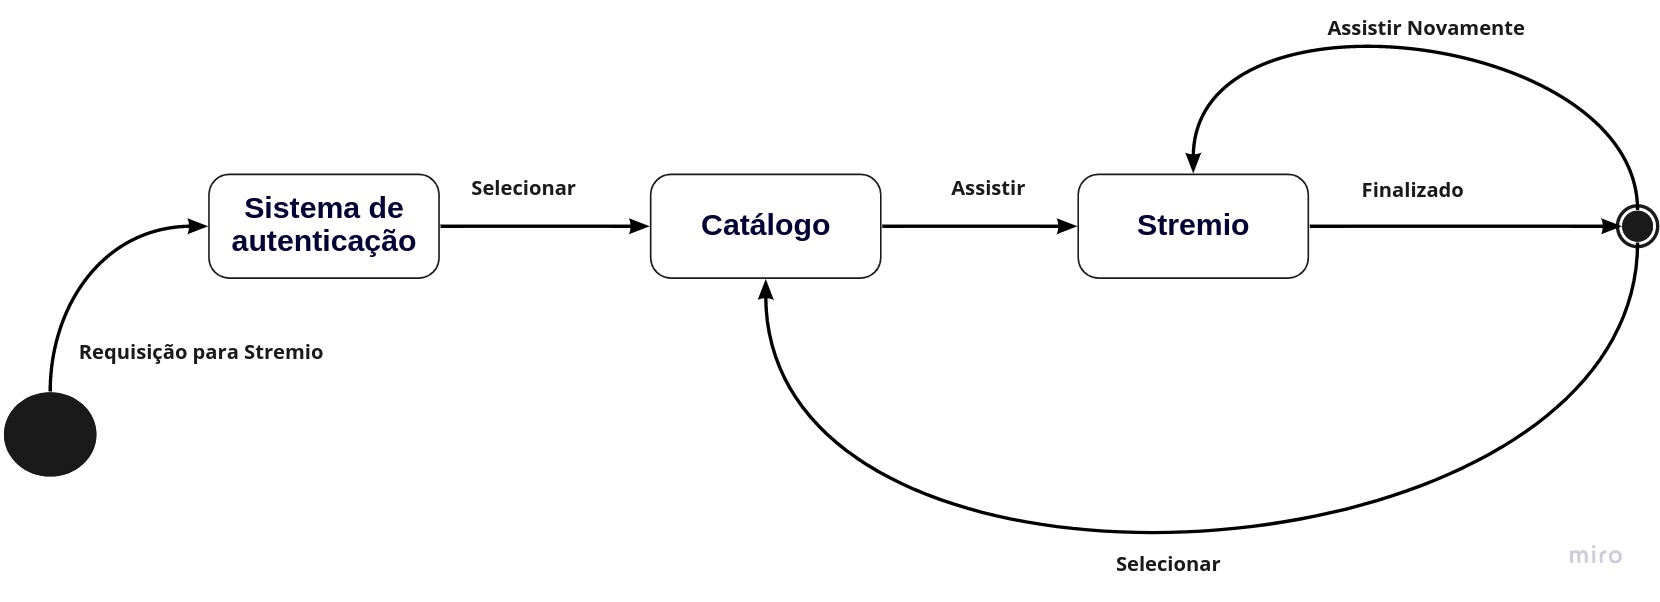 Assistir Novamente
Selecionar
Assistir
Finalizado
Sistema de
autenticação
Catálogo
Stremio
Requisição para Stremio
Selecionar
miro